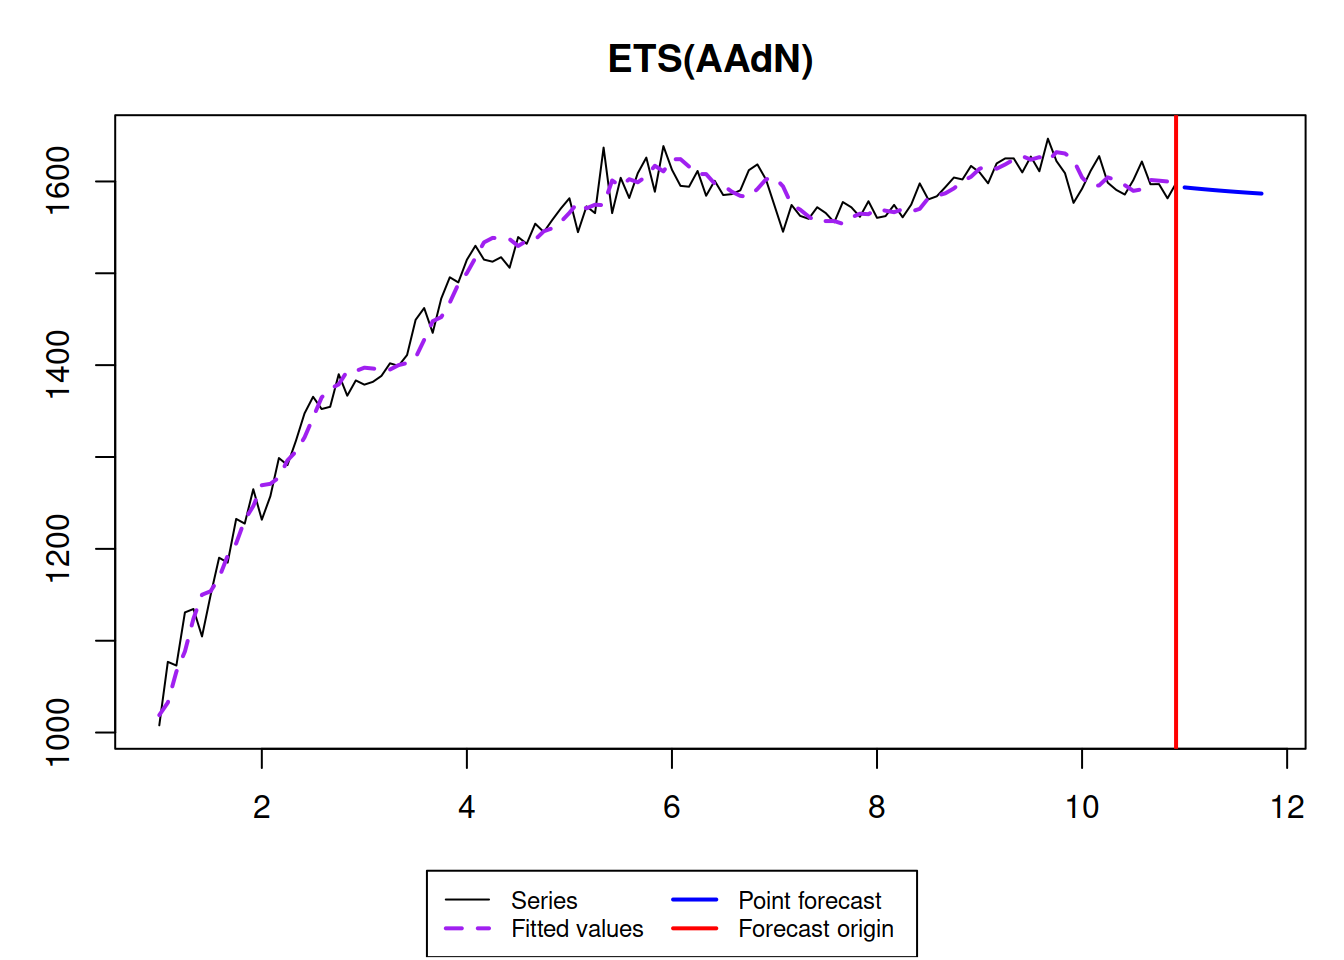 ETS(AAdN)
1600
1400
1200
1000
2 4 6 8 10 12
Series Point forecast
Fitted values Forecast origin